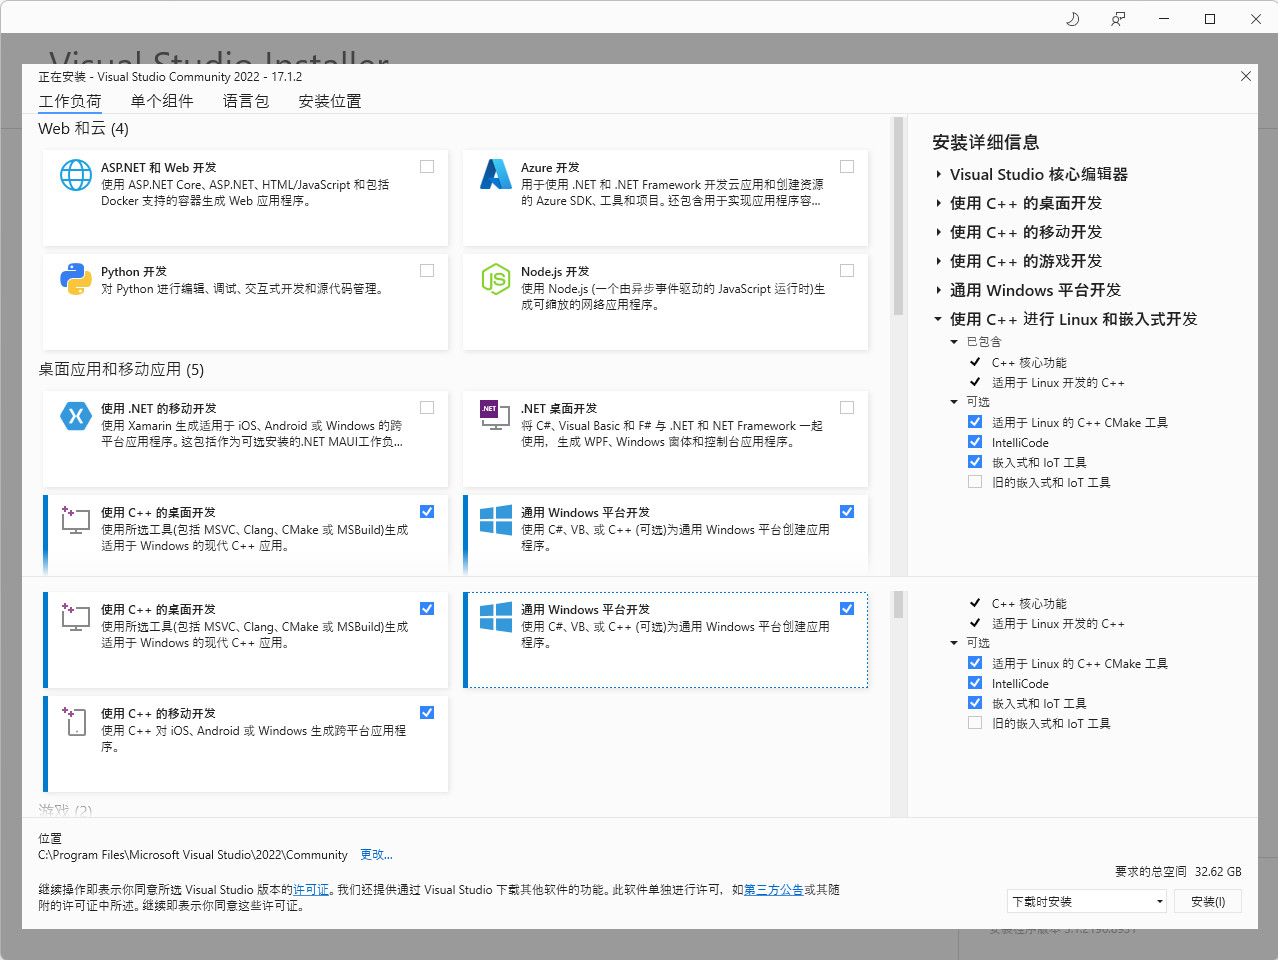 Visual Studio Installer
正在安装 - Visual Studio Community 2022 - 17.1.2
工作负荷 单个组件 语言包 安装位置
Web 和云 (4)
ASP.NET 和 Web 开发
使用 ASP.NET Core、ASP.NET、HTML/JavaScript 和包括
Docker 支持的容器生成 Web 应用程序。
Azure 开发
用于使用 .NET 和 .NET Framework 开发云应用和创建资源
的 Azure SDK、工具和项目。还包含用于实现应用程序容...
Python 开发
对 Python 进行编辑、调试、交互式开发和源代码管理。
Node.js 开发
使用 Node.js (一个由异步事件驱动的 JavaScript 运行时)生
成可缩放的网络应用程序。
桌面应用和移动应用 (5)
使用 .NET 的移动开发
使用 Xamarin 生成适用于 iOS、Android 或 Windows 的跨
平台应用程序。这包括作为可选安装的.NET MAUI工作负...
.NET
.NET 桌面开发
将 C#、Visual Basic 和 F# 与 .NET 和 NET Framework 一起
使用，生成 WPF、Windows 窗体和控制台应用程序。
使用 C++ 的桌面开发
使用所选工具(包括 MSVC、Clang、CMake 或 MSBuild)生成
适用于 Windows 的现代 C++ 应用。
通用 Windows 平台开发
使用 C#、VB、或 C++ (可选)为通用 Windows 平台创建应用
程序。
使用 C++ 的桌面开发
使用所选工具(包括 MSVC、Clang、CMake 或 MSBuild)生成
适用于 Windows 的现代 C++ 应用。
通用 Windows 平台开发
使用 C#、VB、或 C++ (可选)为通用 Windows 平台创建应用
程序。
使用 C++ 的移动开发
使用 C++ 对 iOS、Android 或 Windows 生成跨平台应用程
序。
游戏 (2)
安装详细信息
Visual Studio 核心编辑器
使用 C++ 的桌面开发
使用 C++ 的移动开发
使用 C++ 的游戏开发
通用 Windows 平台开发
使用 C++ 进行 Linux 和嵌入式开发
已包含
C++ 核心功能
适用于 Linux 开发的 C++
可选
适用于 Linux 的 C++ CMake 工具
IntelliCode
嵌入式和 IoT 工具
旧的嵌入式和 IoT 工具
C++ 核心功能
适用于 Linux 开发的 C++
可选
适用于 Linux 的 C++ CMake 工具
IntelliCode
嵌入式和 IoT 工具
旧的嵌入式和 IoT 工具
位置
C:\Program Files\Microsoft Visual Studio\2022\Community 更改...
要求的总空间 32.62 GB
继续操作即表示你同意所选 Visual Studio 版本的许可证。我们还提供通过 Visual Studio 下载其他软件的功能。此软件单独进行许可，如第三方公告或其随
附的许可证中所述。继续即表示你同意这些许可证。
下载时安装 安装(I)